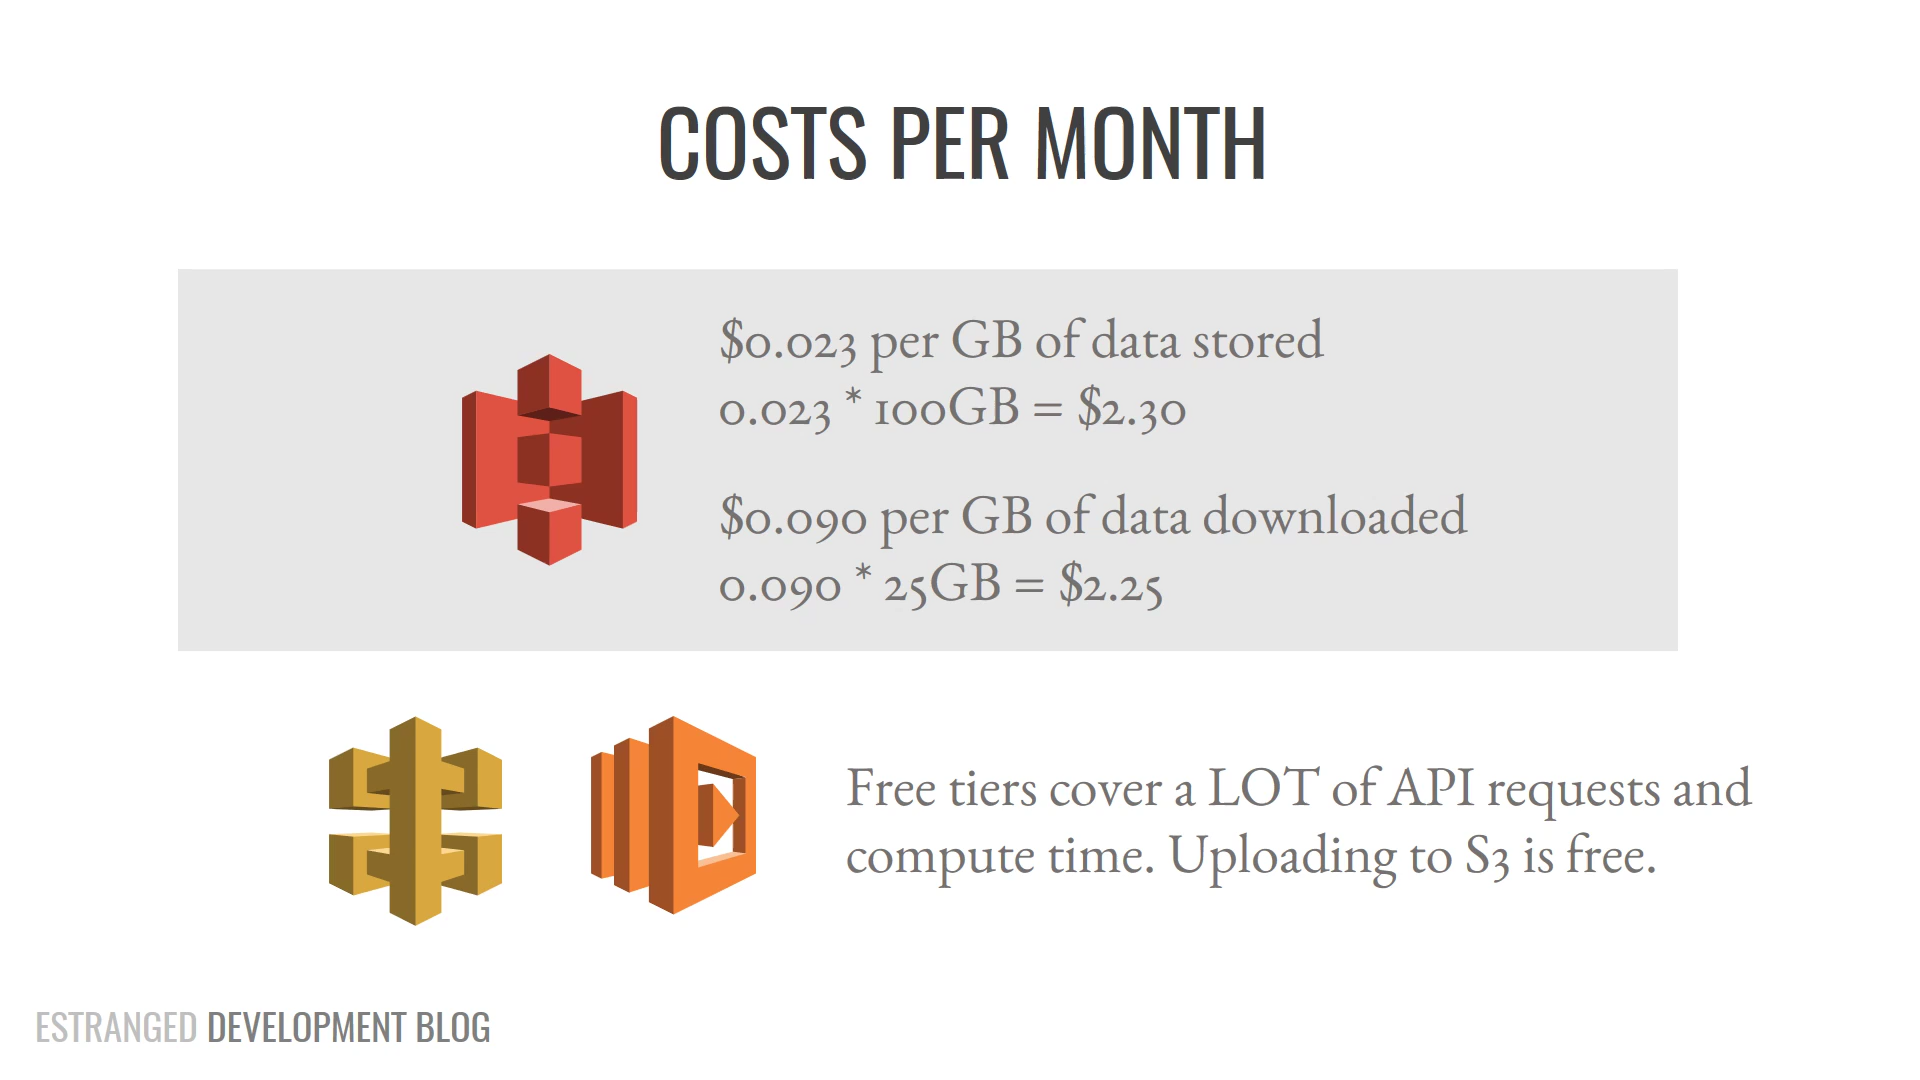 COSTS PER MONTH
$0.023 per GB of data stored
0.023 * 100GB = $2.30
$0.090 per GB of data downloaded
0.090 * 25GB = $2.25
Free tiers cover a LOT of API requests and
compute time. Uploading to S3 is free.
ESTRANGED DEVELOPMENT BLOG